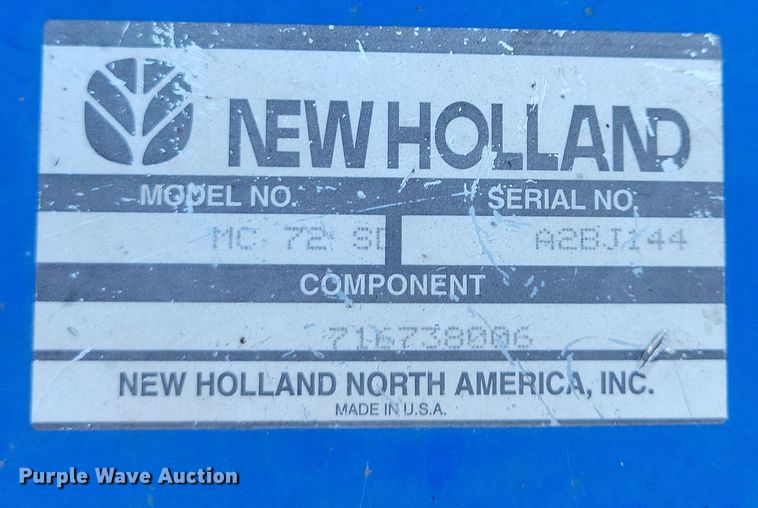 NEW HOLLAND
MODEL NO. SERIAL NO.
MC 72 SD A2BJ144
COMPONENT
716738006
NEW HOLLAND NORTH AMERICA, INC.
MADE IN U.S.A.
Purple Wave Auction